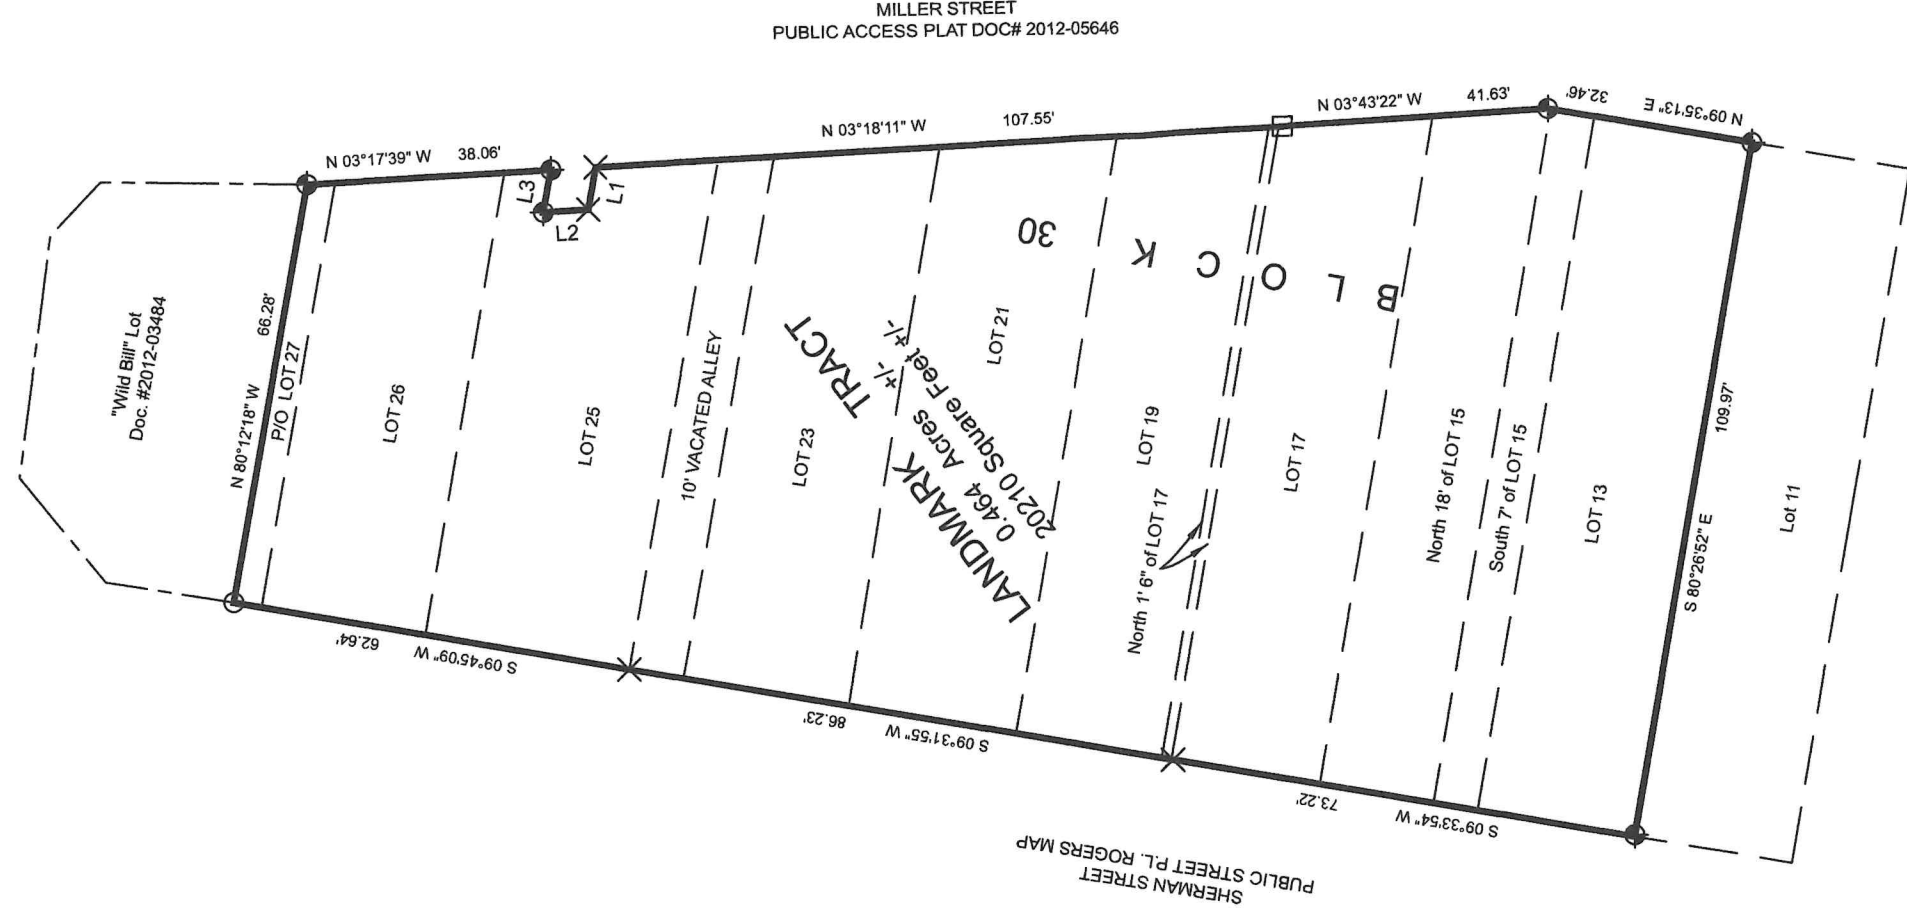 MILLER STREET
PUBLIC ACCESS PLAT DOC# 2012-05646
N 03°17'39" W 38.06'
L3
L2
L1
N 03°18'11" W 107.55'
N 03°43'22" W 41.63'
N 09°35'13" E 32.46'
"Wild Bill" Lot
Doc. #2012-03484
N 80°12'18" W 66.28'
P/O LOT 27
LOT 26
LOT 25
10' VACATED ALLEY
LOT 23
LANDMARK TRACT
0.464 Acres +/-
20210 Square Feet +/-
LOT 21
BLOCK 30
LOT 19
North 1'6" of LOT 17
LOT 17
North 18' of LOT 15
South 7' of LOT 15
LOT 13
S 80°26'52" E 109.97'
Lot 11
S 09°45'09" W 62.64'
S 09°31'55" W 86.23'
S 09°33'54" W 73.22'
SHERMAN STREET
PUBLIC STREET P.L. ROGERS MAP